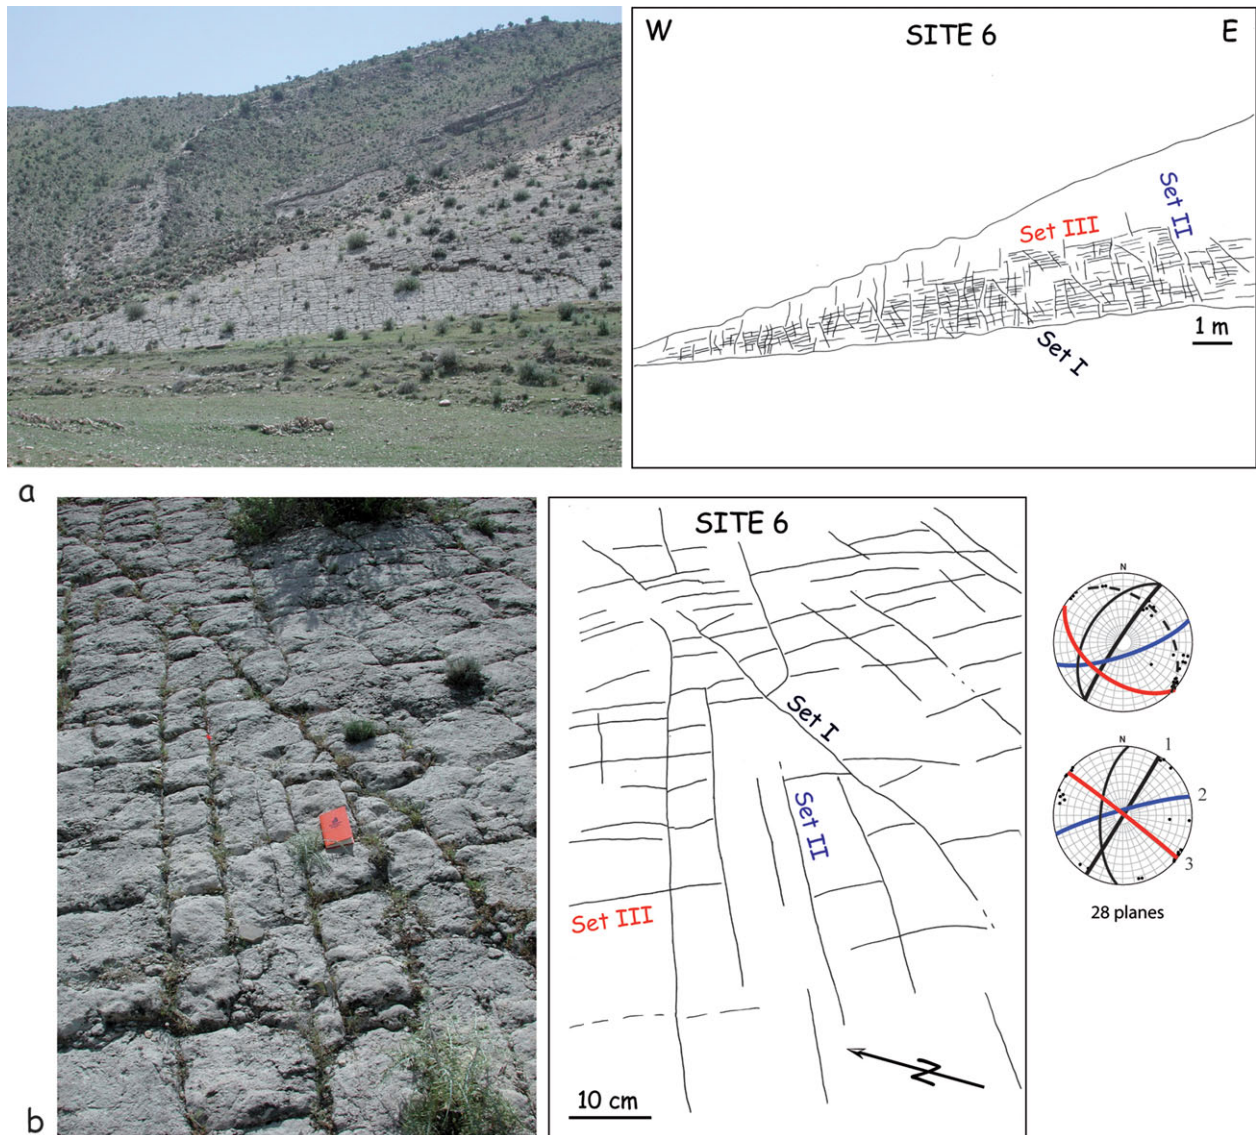 W
SITE 6
E
Set III
Set II
Set I
1 m
a
SITE 6
Set I
Set II
Set III
10 cm
N
b
N
N
1
2
3
28 planes